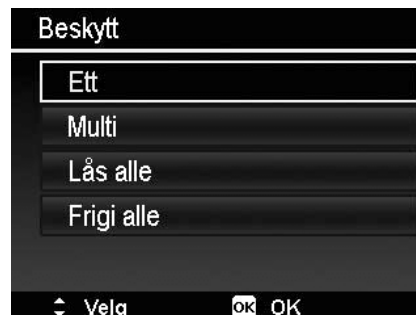 Beskytt
Ett
Multi
Lås alle
Frigi alle
Velg OK OK